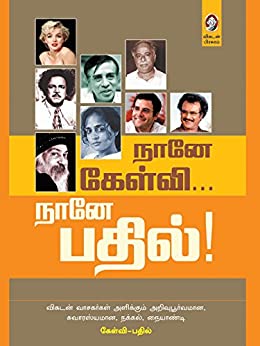 விகடன்
பிரசுரம்
நானே
கேள்வி...
நானே
பதில்!
விகடன் வாசகர்கள் அளிக்கும் அறிவுபூர்வமான,
சுவாரஸ்யமான, நக்கல், நையாண்டி
கேள்வி-பதில்